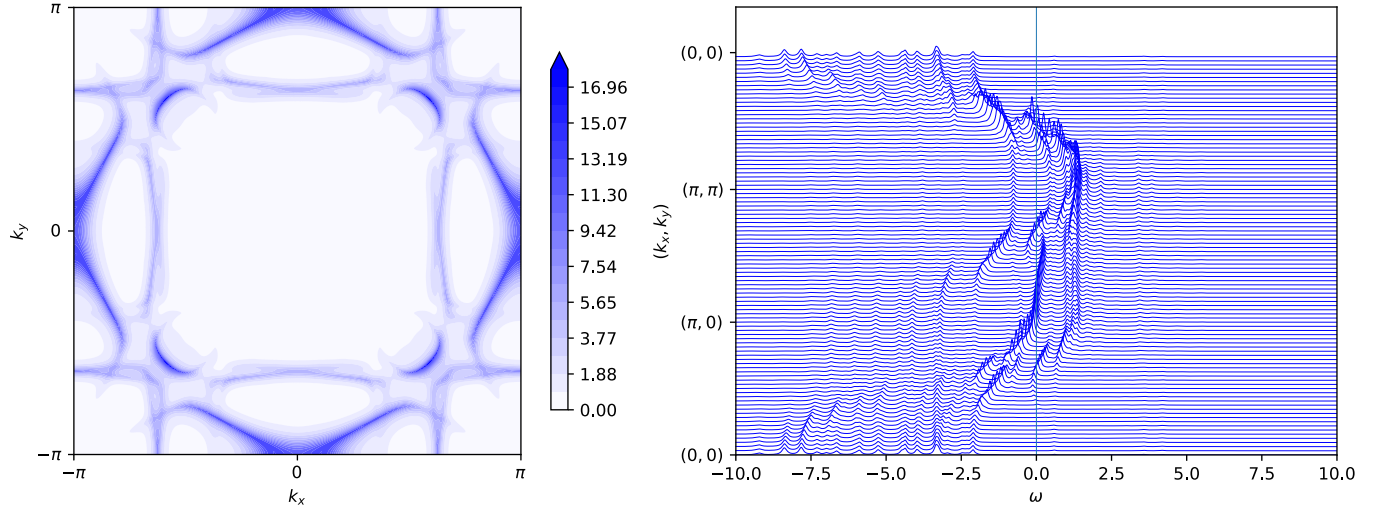 π
0
−π
k_y
−π
0
π
k_x
16.96
15.07
13.19
11.30
9.42
7.54
5.65
3.77
1.88
0.00
(0, 0)
(π, π)
(π, 0)
(0, 0)
(k_x, k_y)
−10.0
−7.5
−5.0
−2.5
0.0
2.5
5.0
7.5
10.0
ω